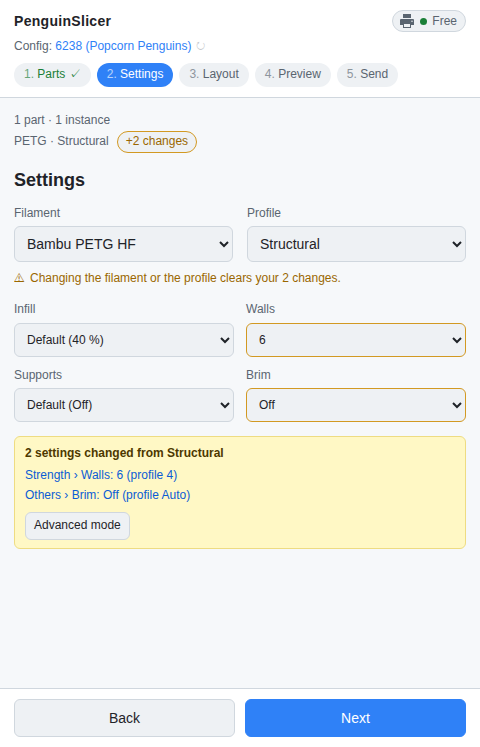 PenguinSlicer
Free
Config: 6238 (Popcorn Penguins)
1. Parts ✓
2. Settings
3. Layout
4. Preview
5. Send
1 part · 1 instance
PETG · Structural +2 changes
Settings
Filament
Profile
Bambu PETG HF
Structural
⚠ Changing the filament or the profile clears your 2 changes.
Infill
Walls
Default (40 %)
6
Supports
Brim
Default (Off)
Off
2 settings changed from Structural
Strength › Walls: 6 (profile 4)
Others › Brim: Off (profile Auto)
Advanced mode
Back
Next